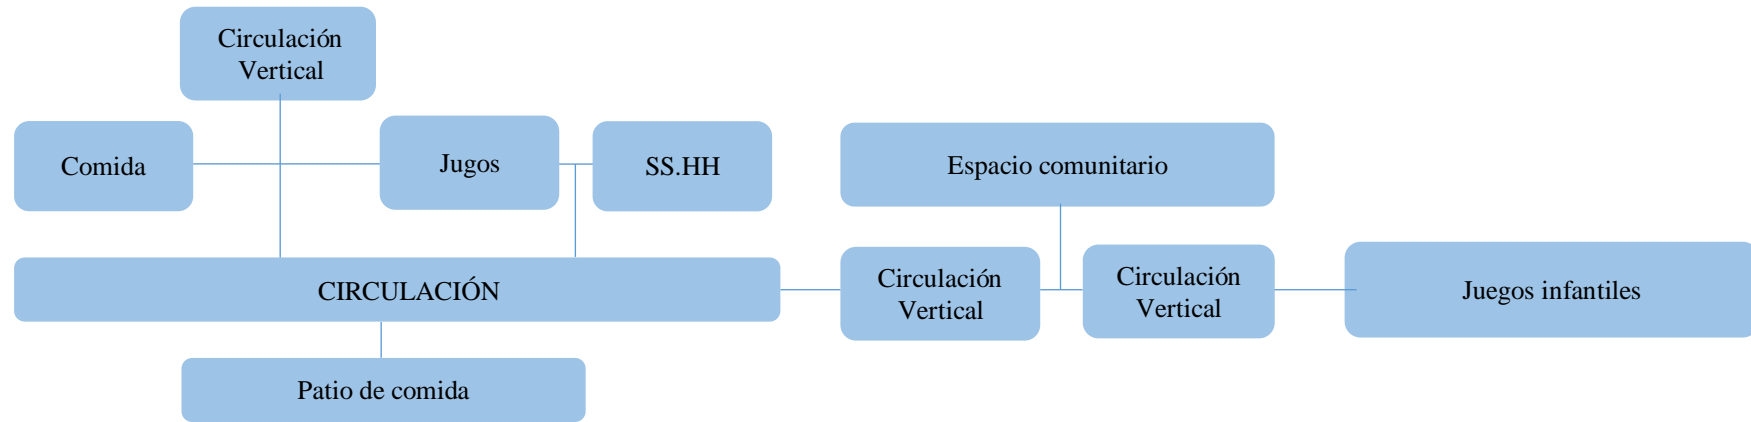 Circulación
Vertical
Comida
Jugos
SS.HH
Espacio comunitario
CIRCULACIÓN
Circulación
Vertical
Circulación
Vertical
Juegos infantiles
Patio de comida